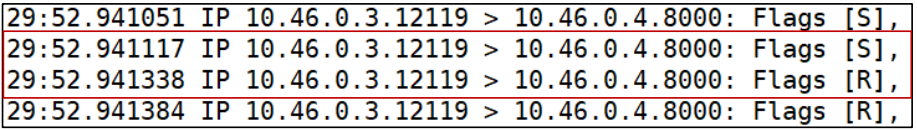 29:52.941051 IP 10.46.0.3.12119 > 10.46.0.4.8000: Flags [S],
29:52.941117 IP 10.46.0.3.12119 > 10.46.0.4.8000: Flags [S],
29:52.941338 IP 10.46.0.3.12119 > 10.46.0.4.8000: Flags [R],
29:52.941384 IP 10.46.0.3.12119 > 10.46.0.4.8000: Flags [R],